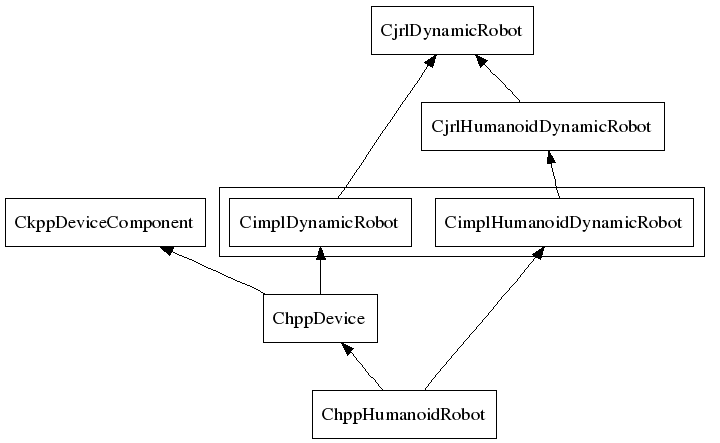 CjrlDynamicRobot
CjrlHumanoidDynamicRobot
CkppDeviceComponent
CimplDynamicRobot
CimplHumanoidDynamicRobot
ChppDevice
ChppHumanoidRobot